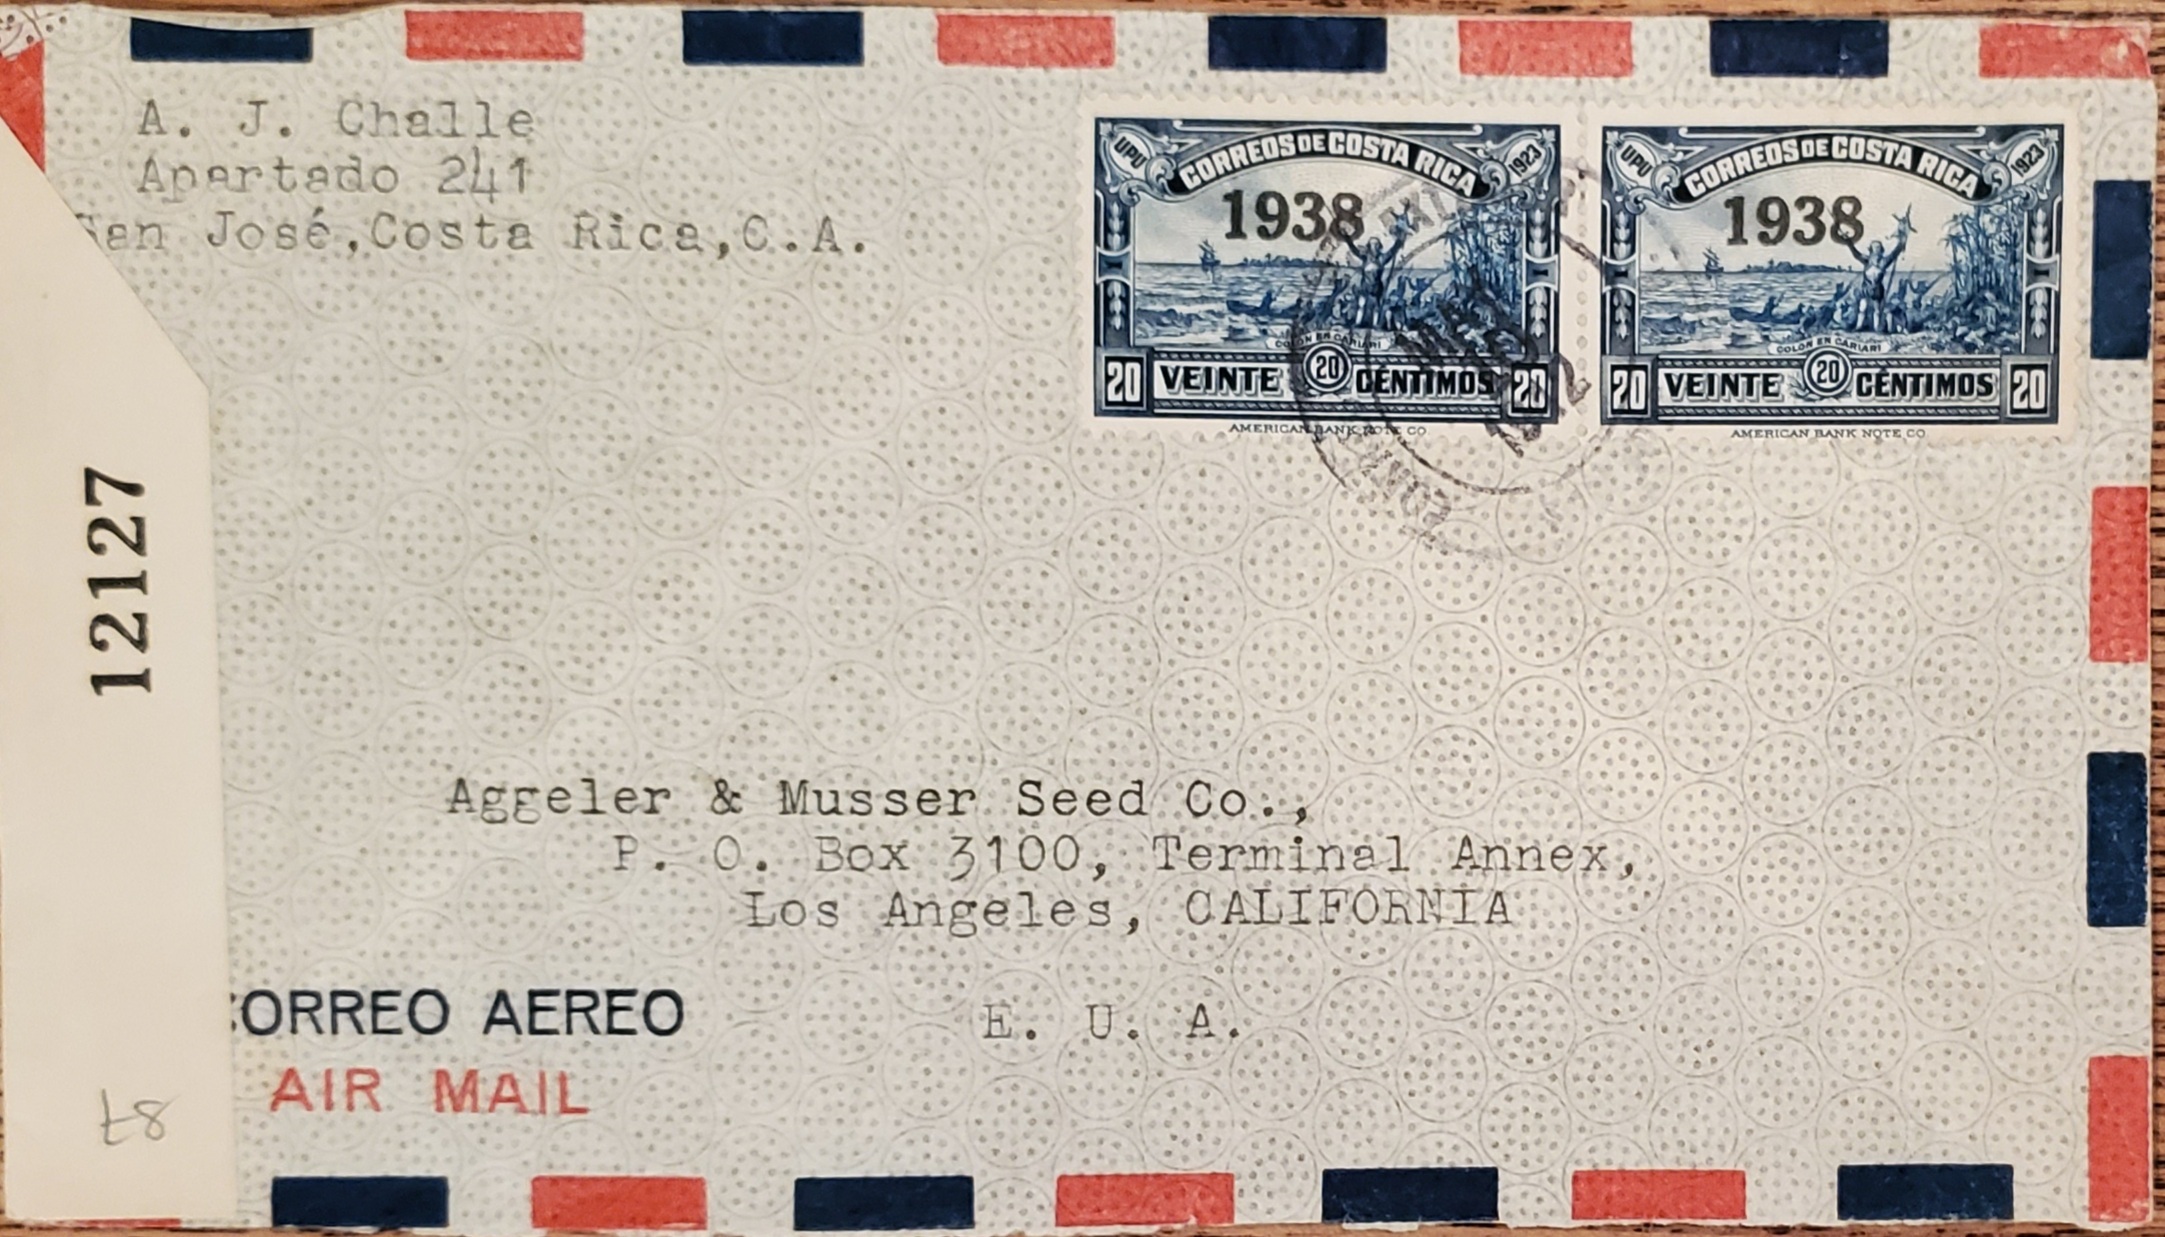 A. J. Challe
Apartado 241
San José,Costa Rica,C.A.
UPU CORREOS DE COSTA RICA 1923
1938
COLON EN CARIARI
20 VEINTE 20 CÉNTIMOS 20
AMERICAN BANK NOTE CO
UPU CORREOS DE COSTA RICA 1923
1938
COLON EN CARIARI
20 VEINTE 20 CÉNTIMOS 20
AMERICAN BANK NOTE CO
12127
Aggeler & Musser Seed Co.,
P. O. Box 3100, Terminal Annex,
Los Angeles, CALIFORNIA
E. U. A.
CORREO AEREO
AIR MAIL